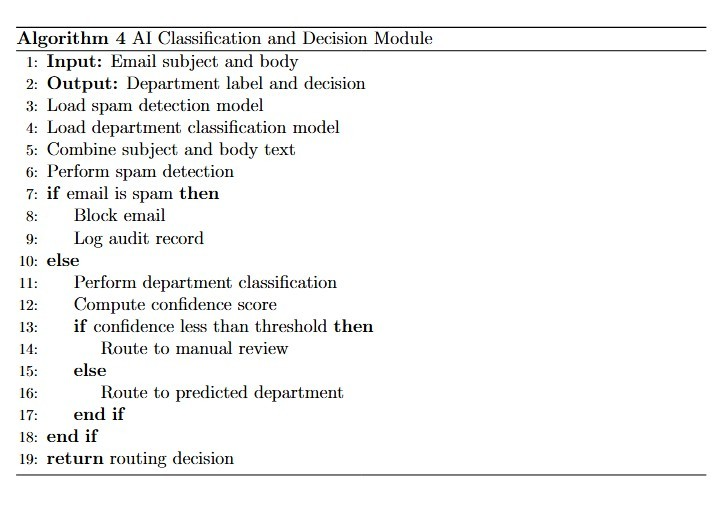 Algorithm 4 AI Classification and Decision Module
1: Input: Email subject and body
2: Output: Department label and decision
3: Load spam detection model
4: Load department classification model
5: Combine subject and body text
6: Perform spam detection
7: if email is spam then
8: Block email
9: Log audit record
10: else
11: Perform department classification
12: Compute confidence score
13: if confidence less than threshold then
14: Route to manual review
15: else
16: Route to predicted department
17: end if
18: end if
19: return routing decision